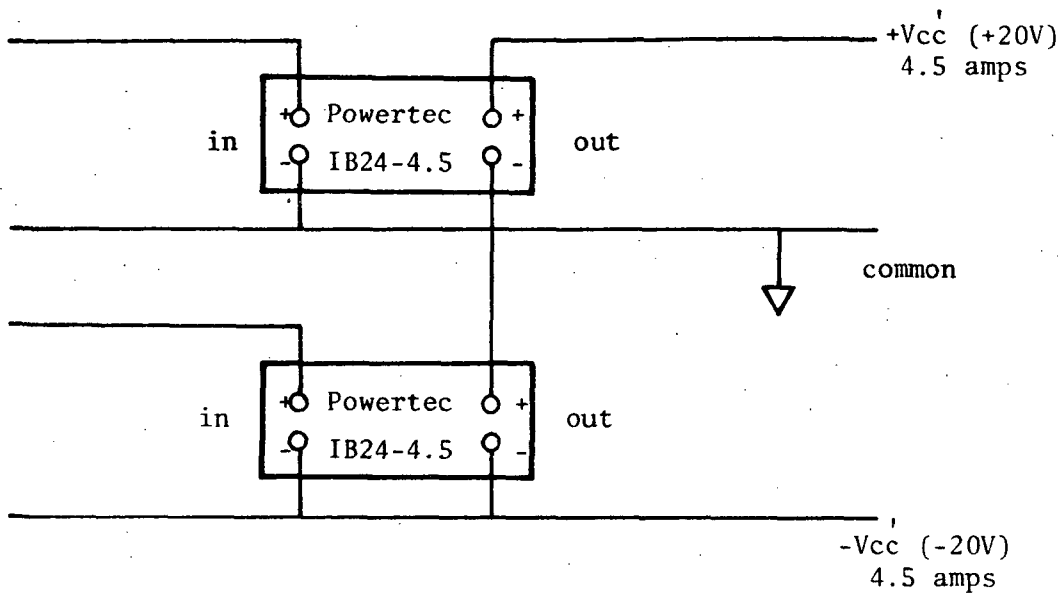 +Vcc' (+20V)
4.5 amps
+ Powertec +
in out
- IB24-4.5 -
common
+ Powertec +
in out
- IB24-4.5 -
-Vcc' (-20V)
4.5 amps